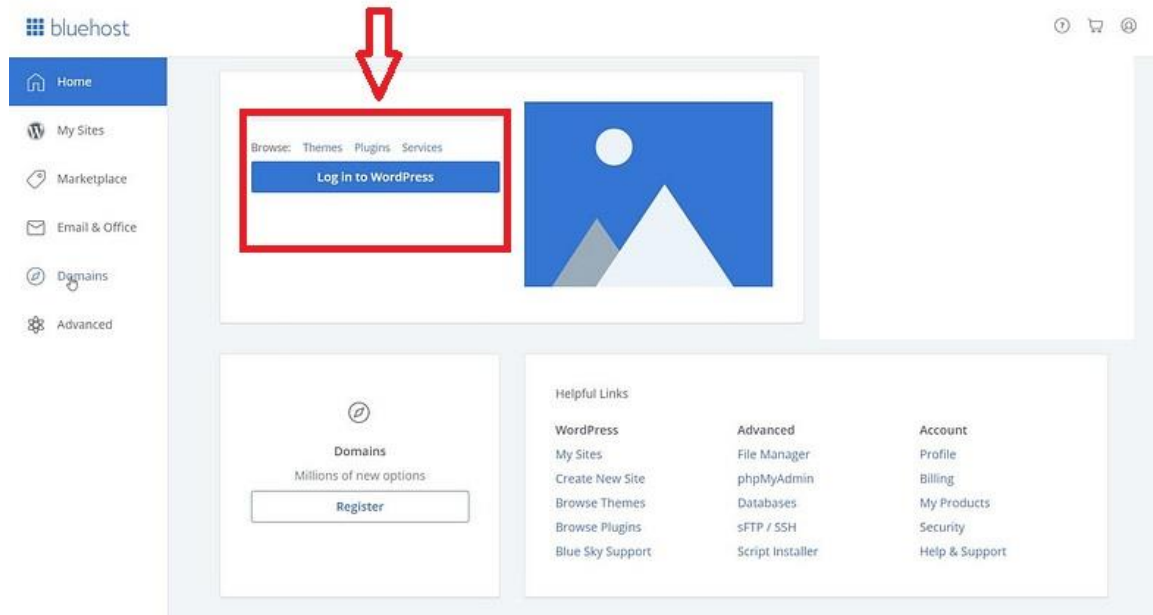 bluehost
Home
My Sites
Marketplace
Email & Office
Domains
Advanced
Browse: Themes Plugins Services
Log in to WordPress
Domains
Millions of new options
Register
Helpful Links
WordPress Advanced Account
My Sites File Manager Profile
Create New Site phpMyAdmin Billing
Browse Themes Databases My Products
Browse Plugins sFTP / SSH Security
Blue Sky Support Script Installer Help & Support